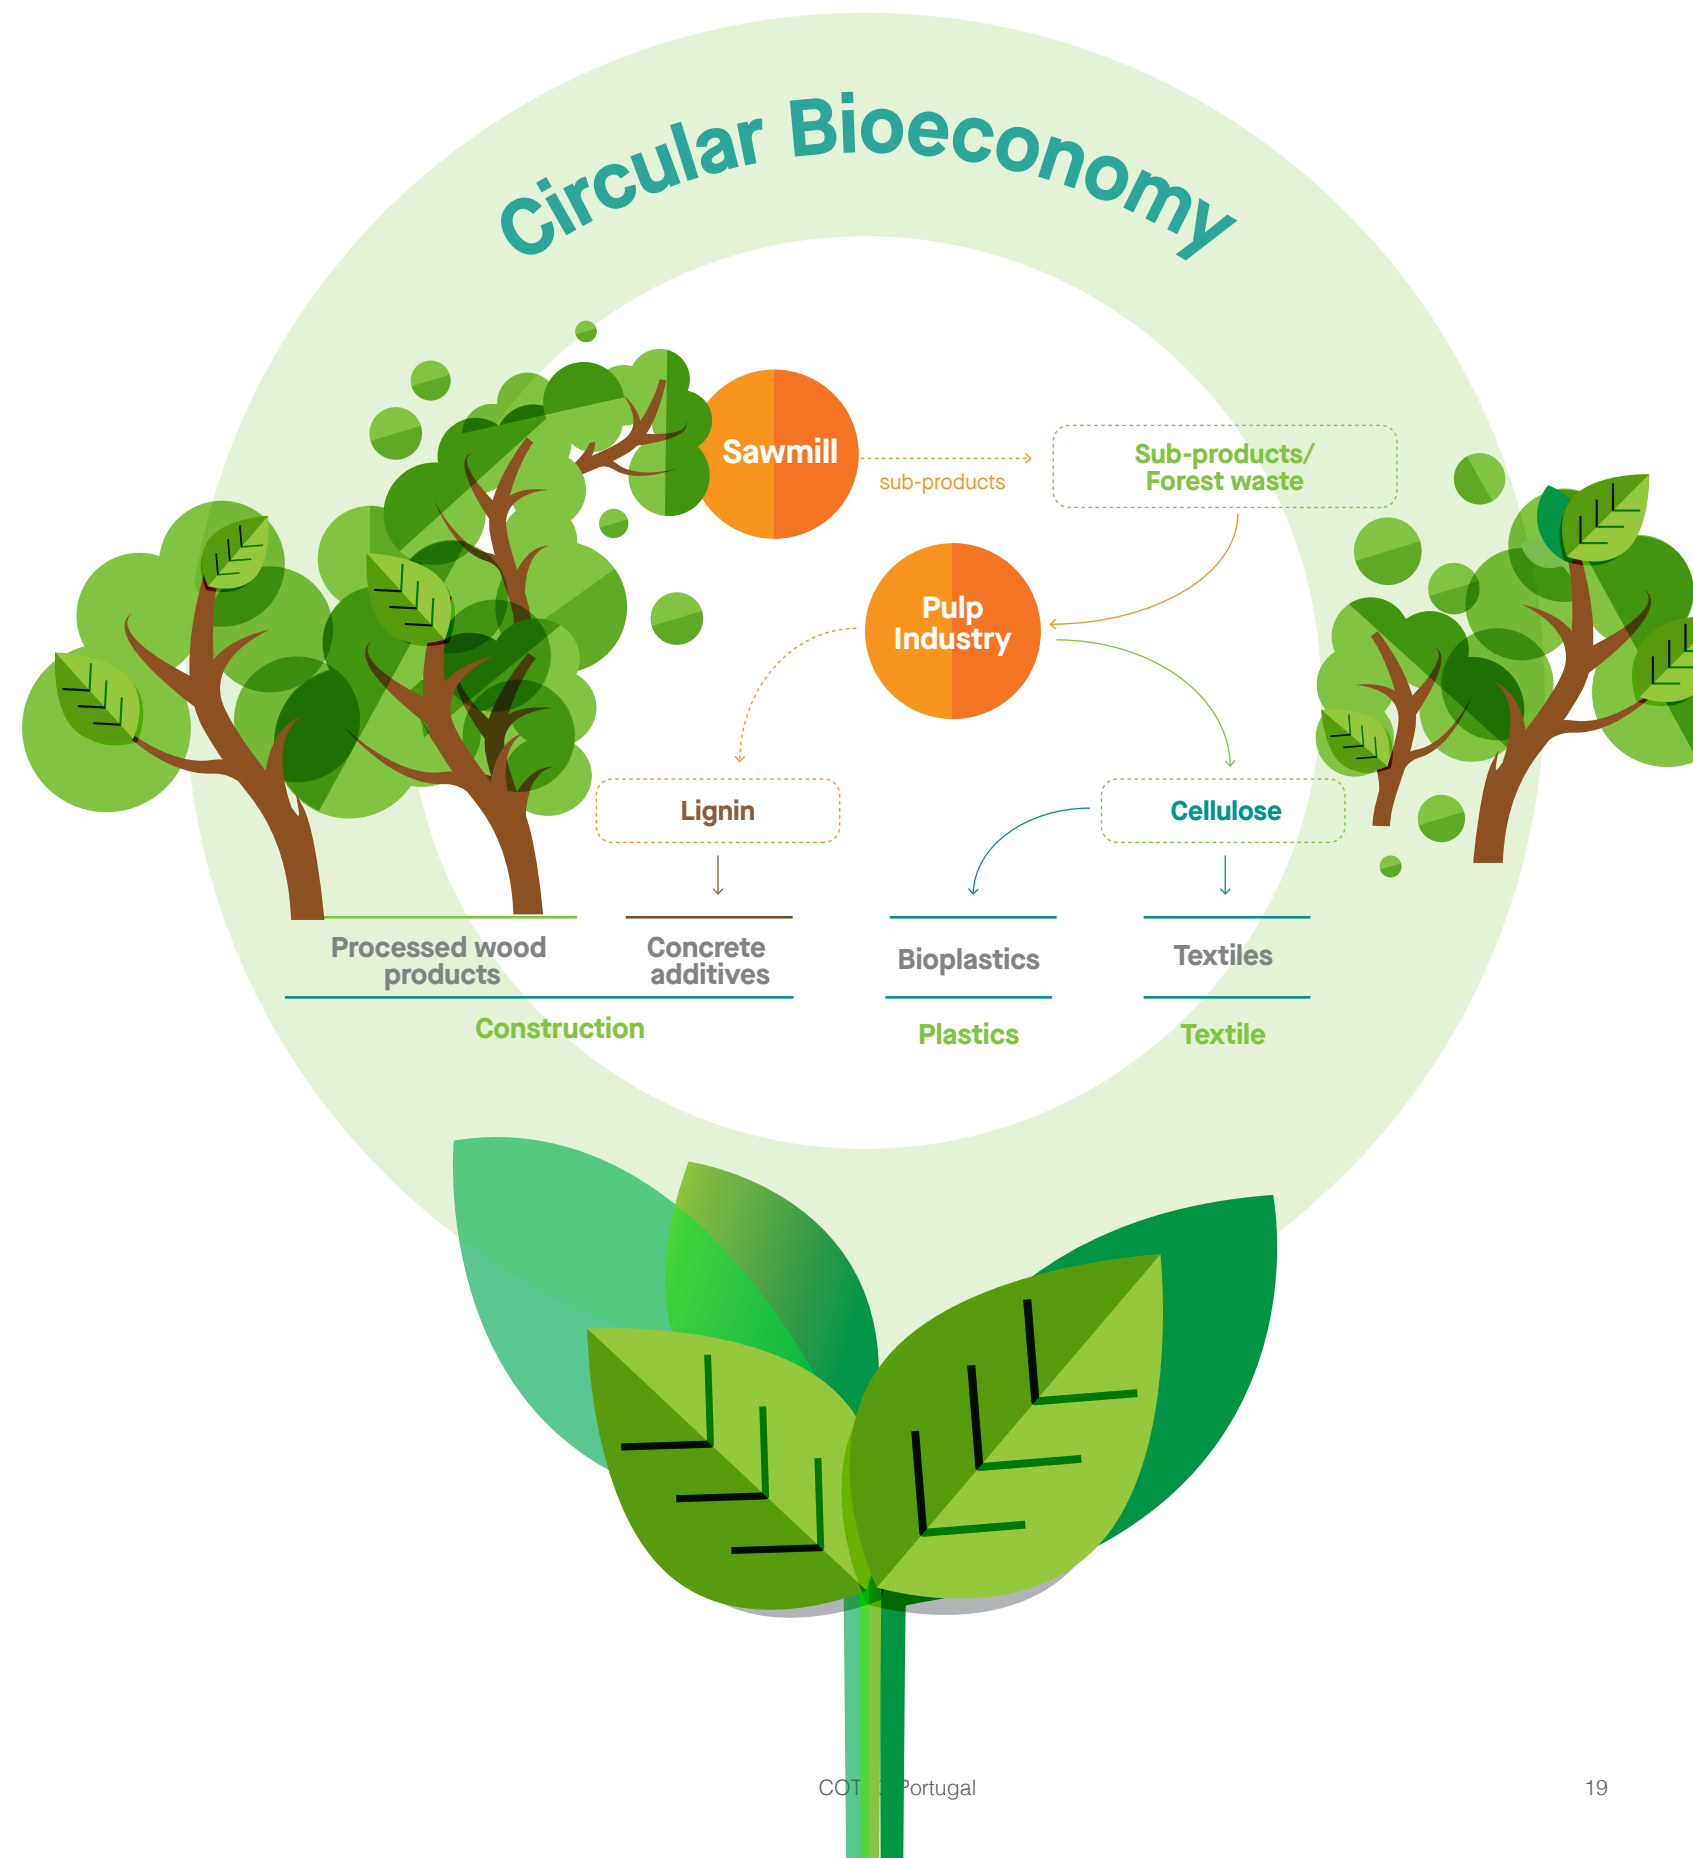 Circular Bioeconomy
Sawmill
sub-products
Sub-products/
Forest waste
Pulp
Industry
Lignin
Cellulose
Processed wood
products
Concrete
additives
Bioplastics
Textiles
Construction
Plastics
Textile
Portugal
19